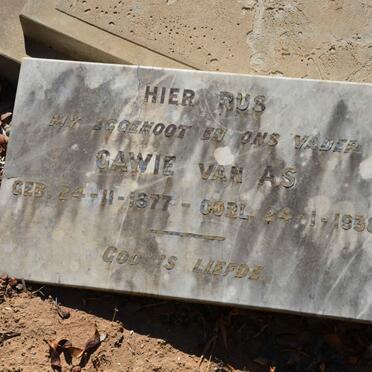 HIER RUS
MY EGGENOOT EN ONS VADER
GAWIE VAN AS
GEB. 24-11-1877 - OORL. 24-1-1938
GOD IS LIEFDE.